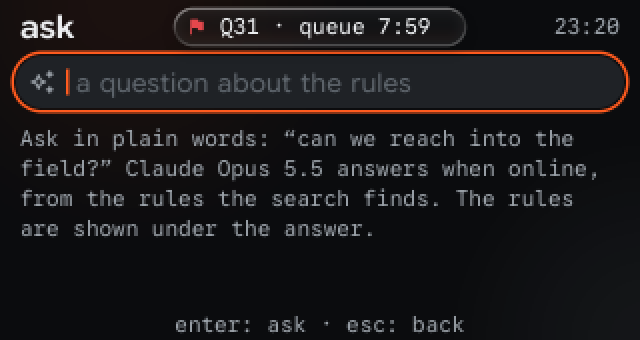 ask
Q31 · queue 7:59
23:20
a question about the rules
Ask in plain words: “can we reach into the
field?” Claude Opus 5.5 answers when online,
from the rules the search finds. The rules
are shown under the answer.
enter: ask · esc: back